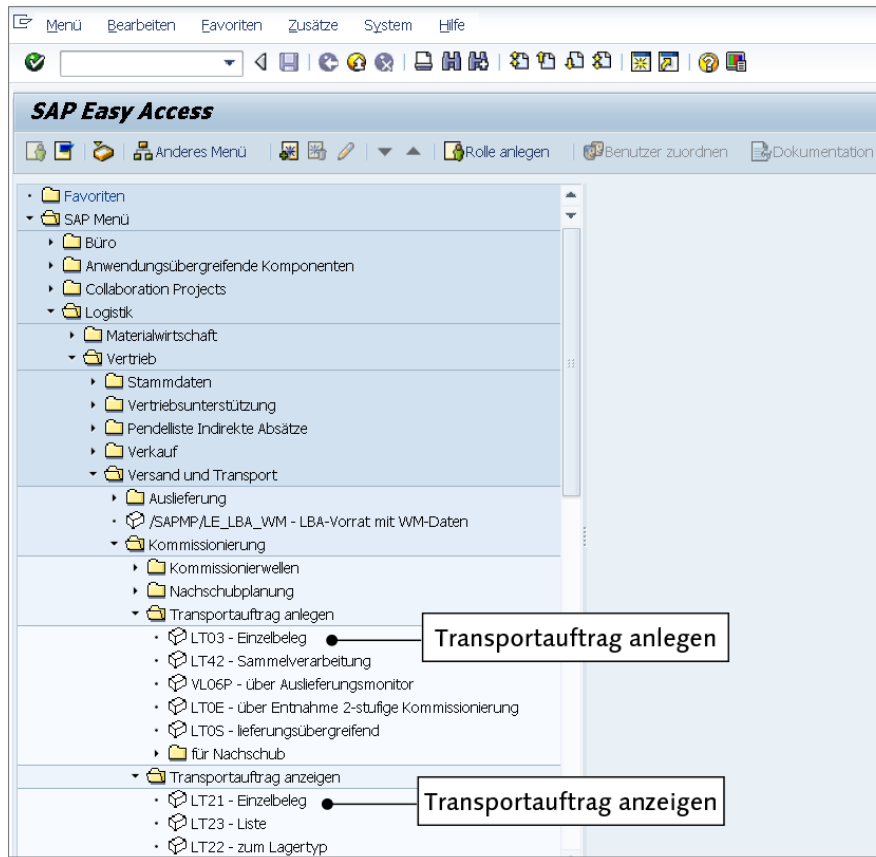 Menü Bearbeiten Favoriten Zusätze System Hilfe
SAP Easy Access
Anderes Menü Rolle anlegen Benutzer zuordnen Dokumentation
Favoriten
SAP Menü
Büro
Anwendungsübergreifende Komponenten
Collaboration Projects
Logistik
Materialwirtschaft
Vertrieb
Stammdaten
Vertriebsunterstützung
Pendelliste Indirekte Absätze
Verkauf
Versand und Transport
Auslieferung
/SAPMP/LE_LBA_WM - LBA-Vorrat mit WM-Daten
Kommissionierung
Kommissionierwellen
Nachschubplanung
Transportauftrag anlegen
LT03 - Einzelbeleg Transportauftrag anlegen
LT42 - Sammelverarbeitung
VL06P - über Auslieferungsmonitor
LT0E - über Entnahme 2-stufige Kommissionierung
LT0S - lieferungsübergreifend
für Nachschub
Transportauftrag anzeigen
LT21 - Einzelbeleg Transportauftrag anzeigen
LT23 - Liste
LT22 - zum Lagertyp